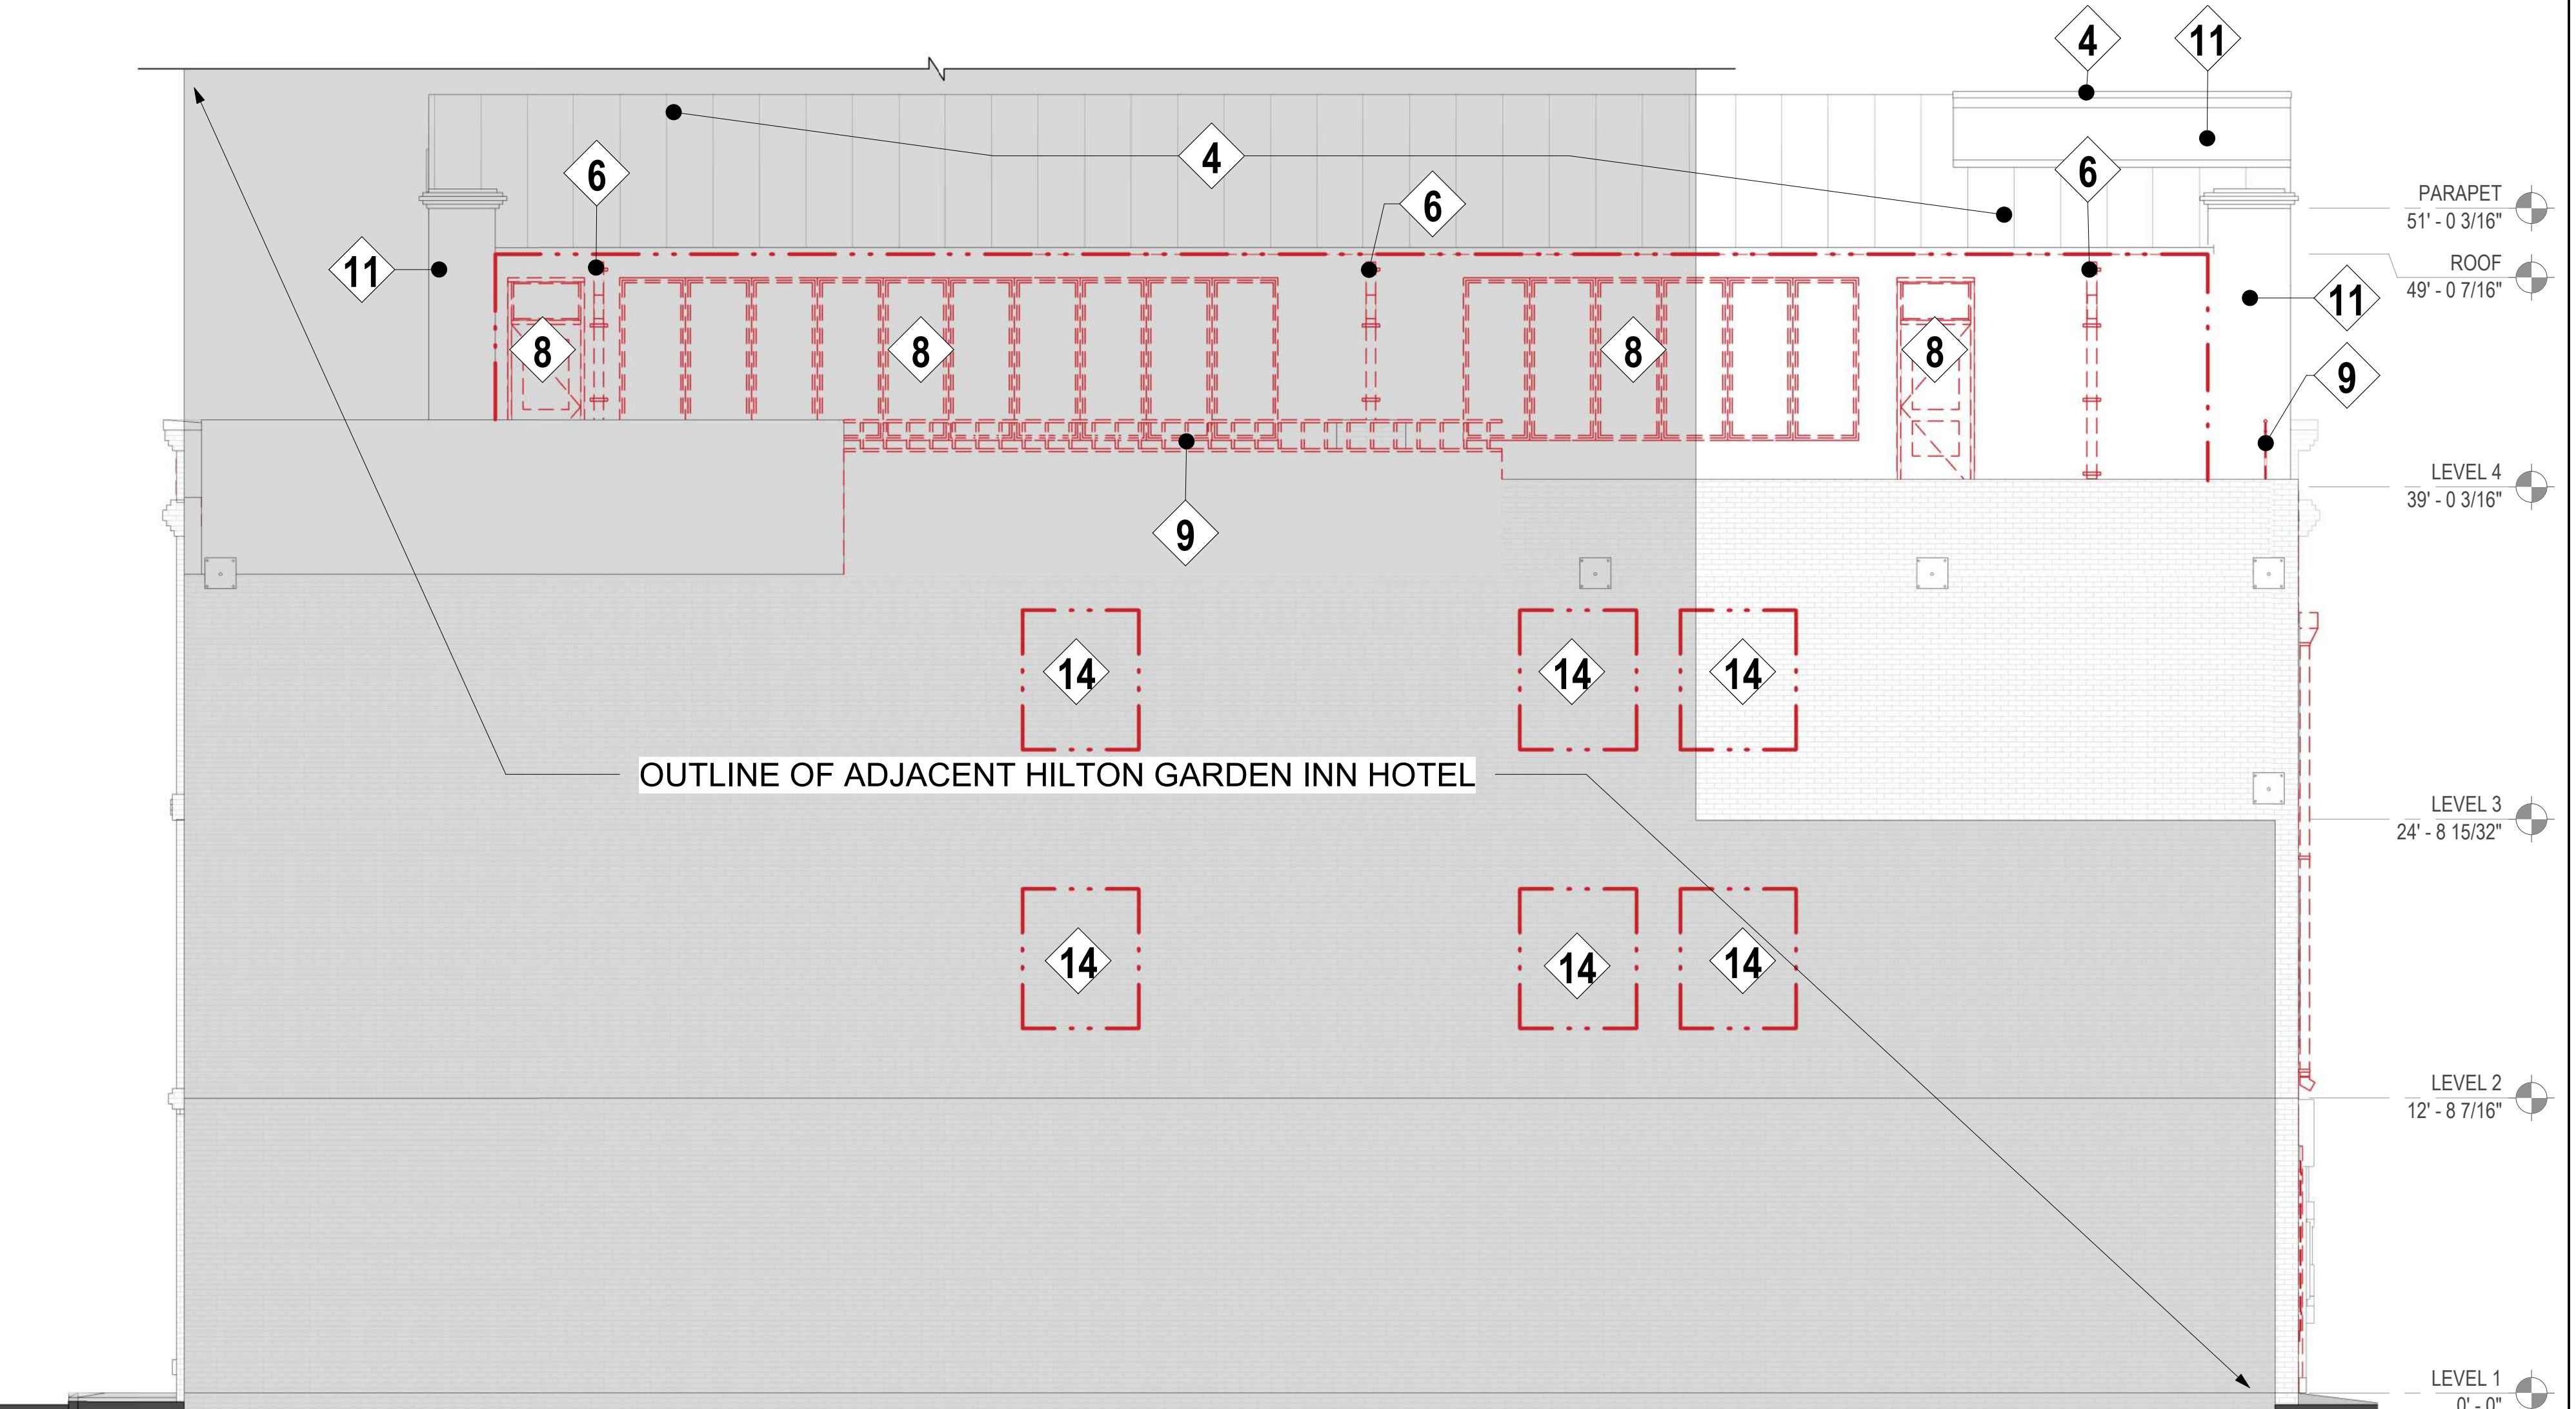 4
11
4
6
6
6
11
8
8
8
8
11
9
9
PARAPET
51' - 0 3/16"
ROOF
49' - 0 7/16"
LEVEL 4
39' - 0 3/16"
14
14
14
OUTLINE OF ADJACENT HILTON GARDEN INN HOTEL
LEVEL 3
24' - 8 15/32"
14
14
14
LEVEL 2
12' - 8 7/16"
LEVEL 1
0' - 0"